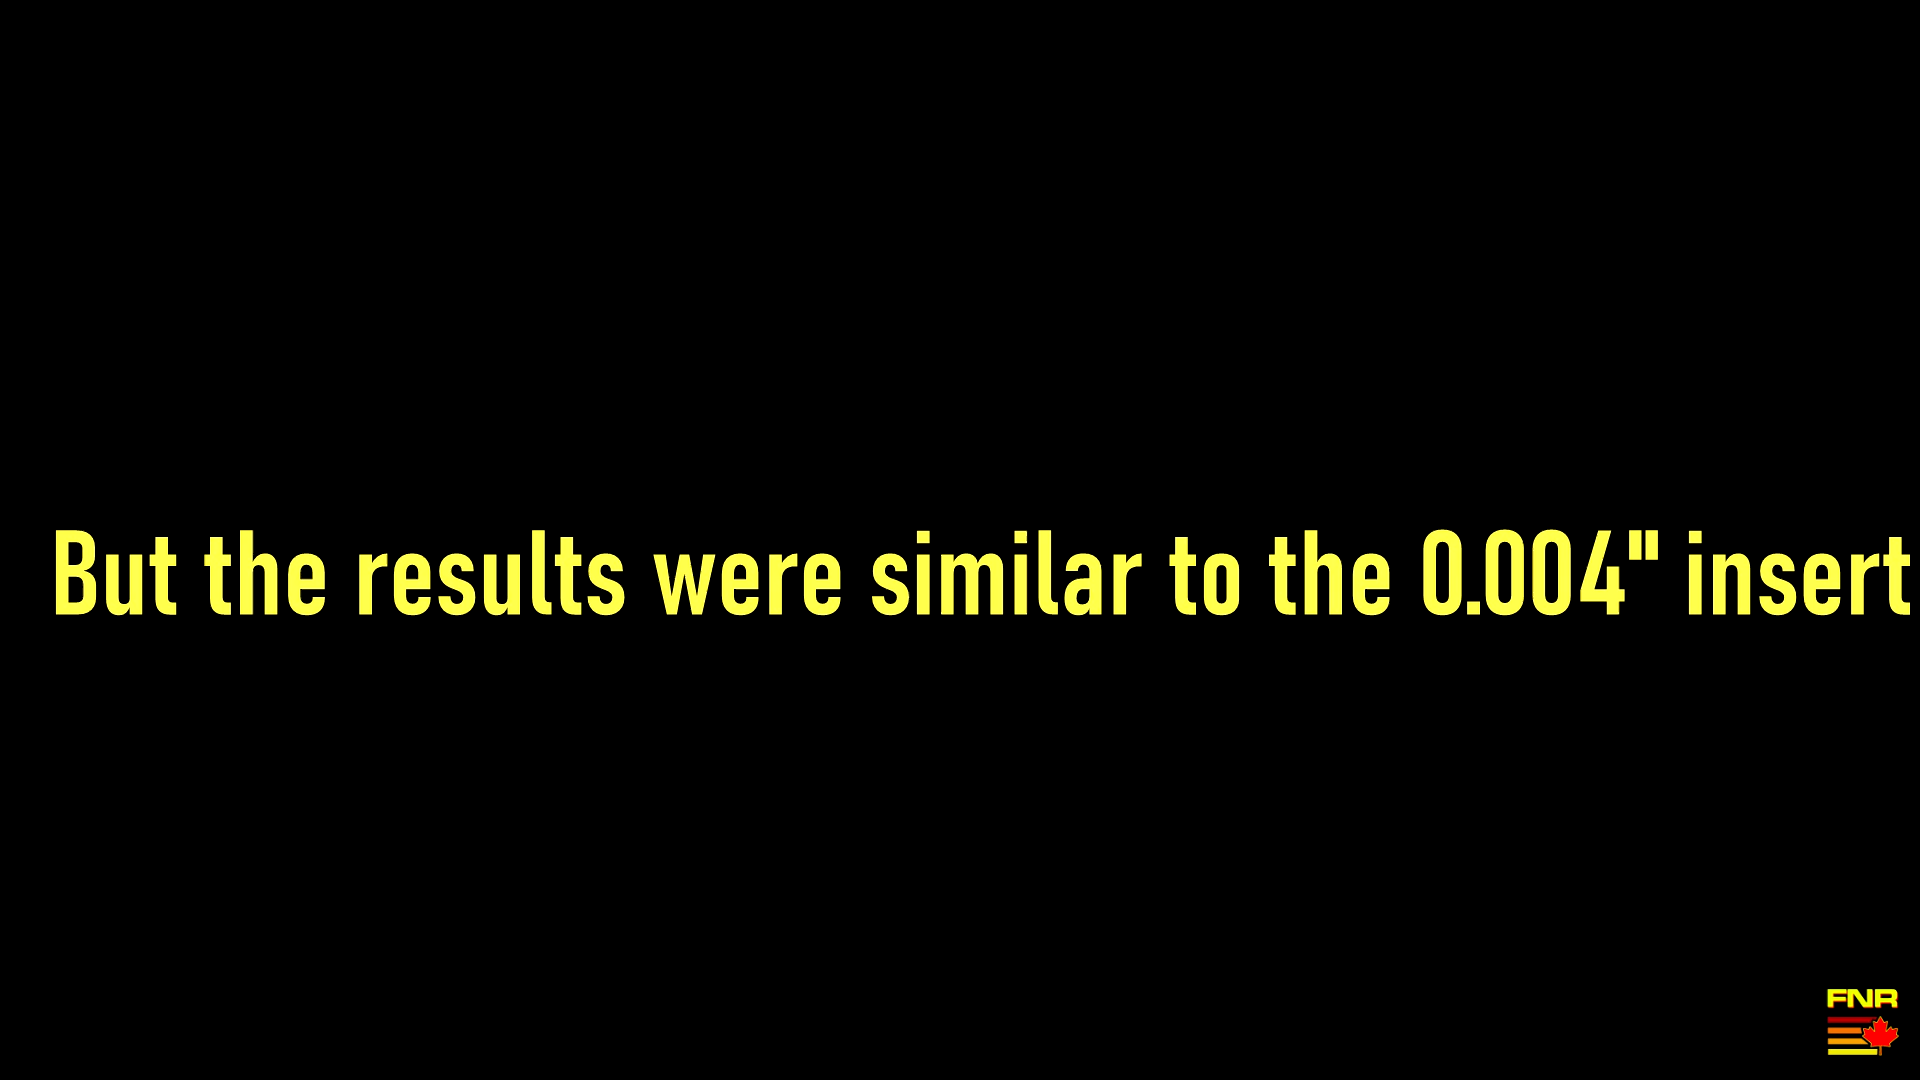 But the results were similar to the 0.004" insert
FNR